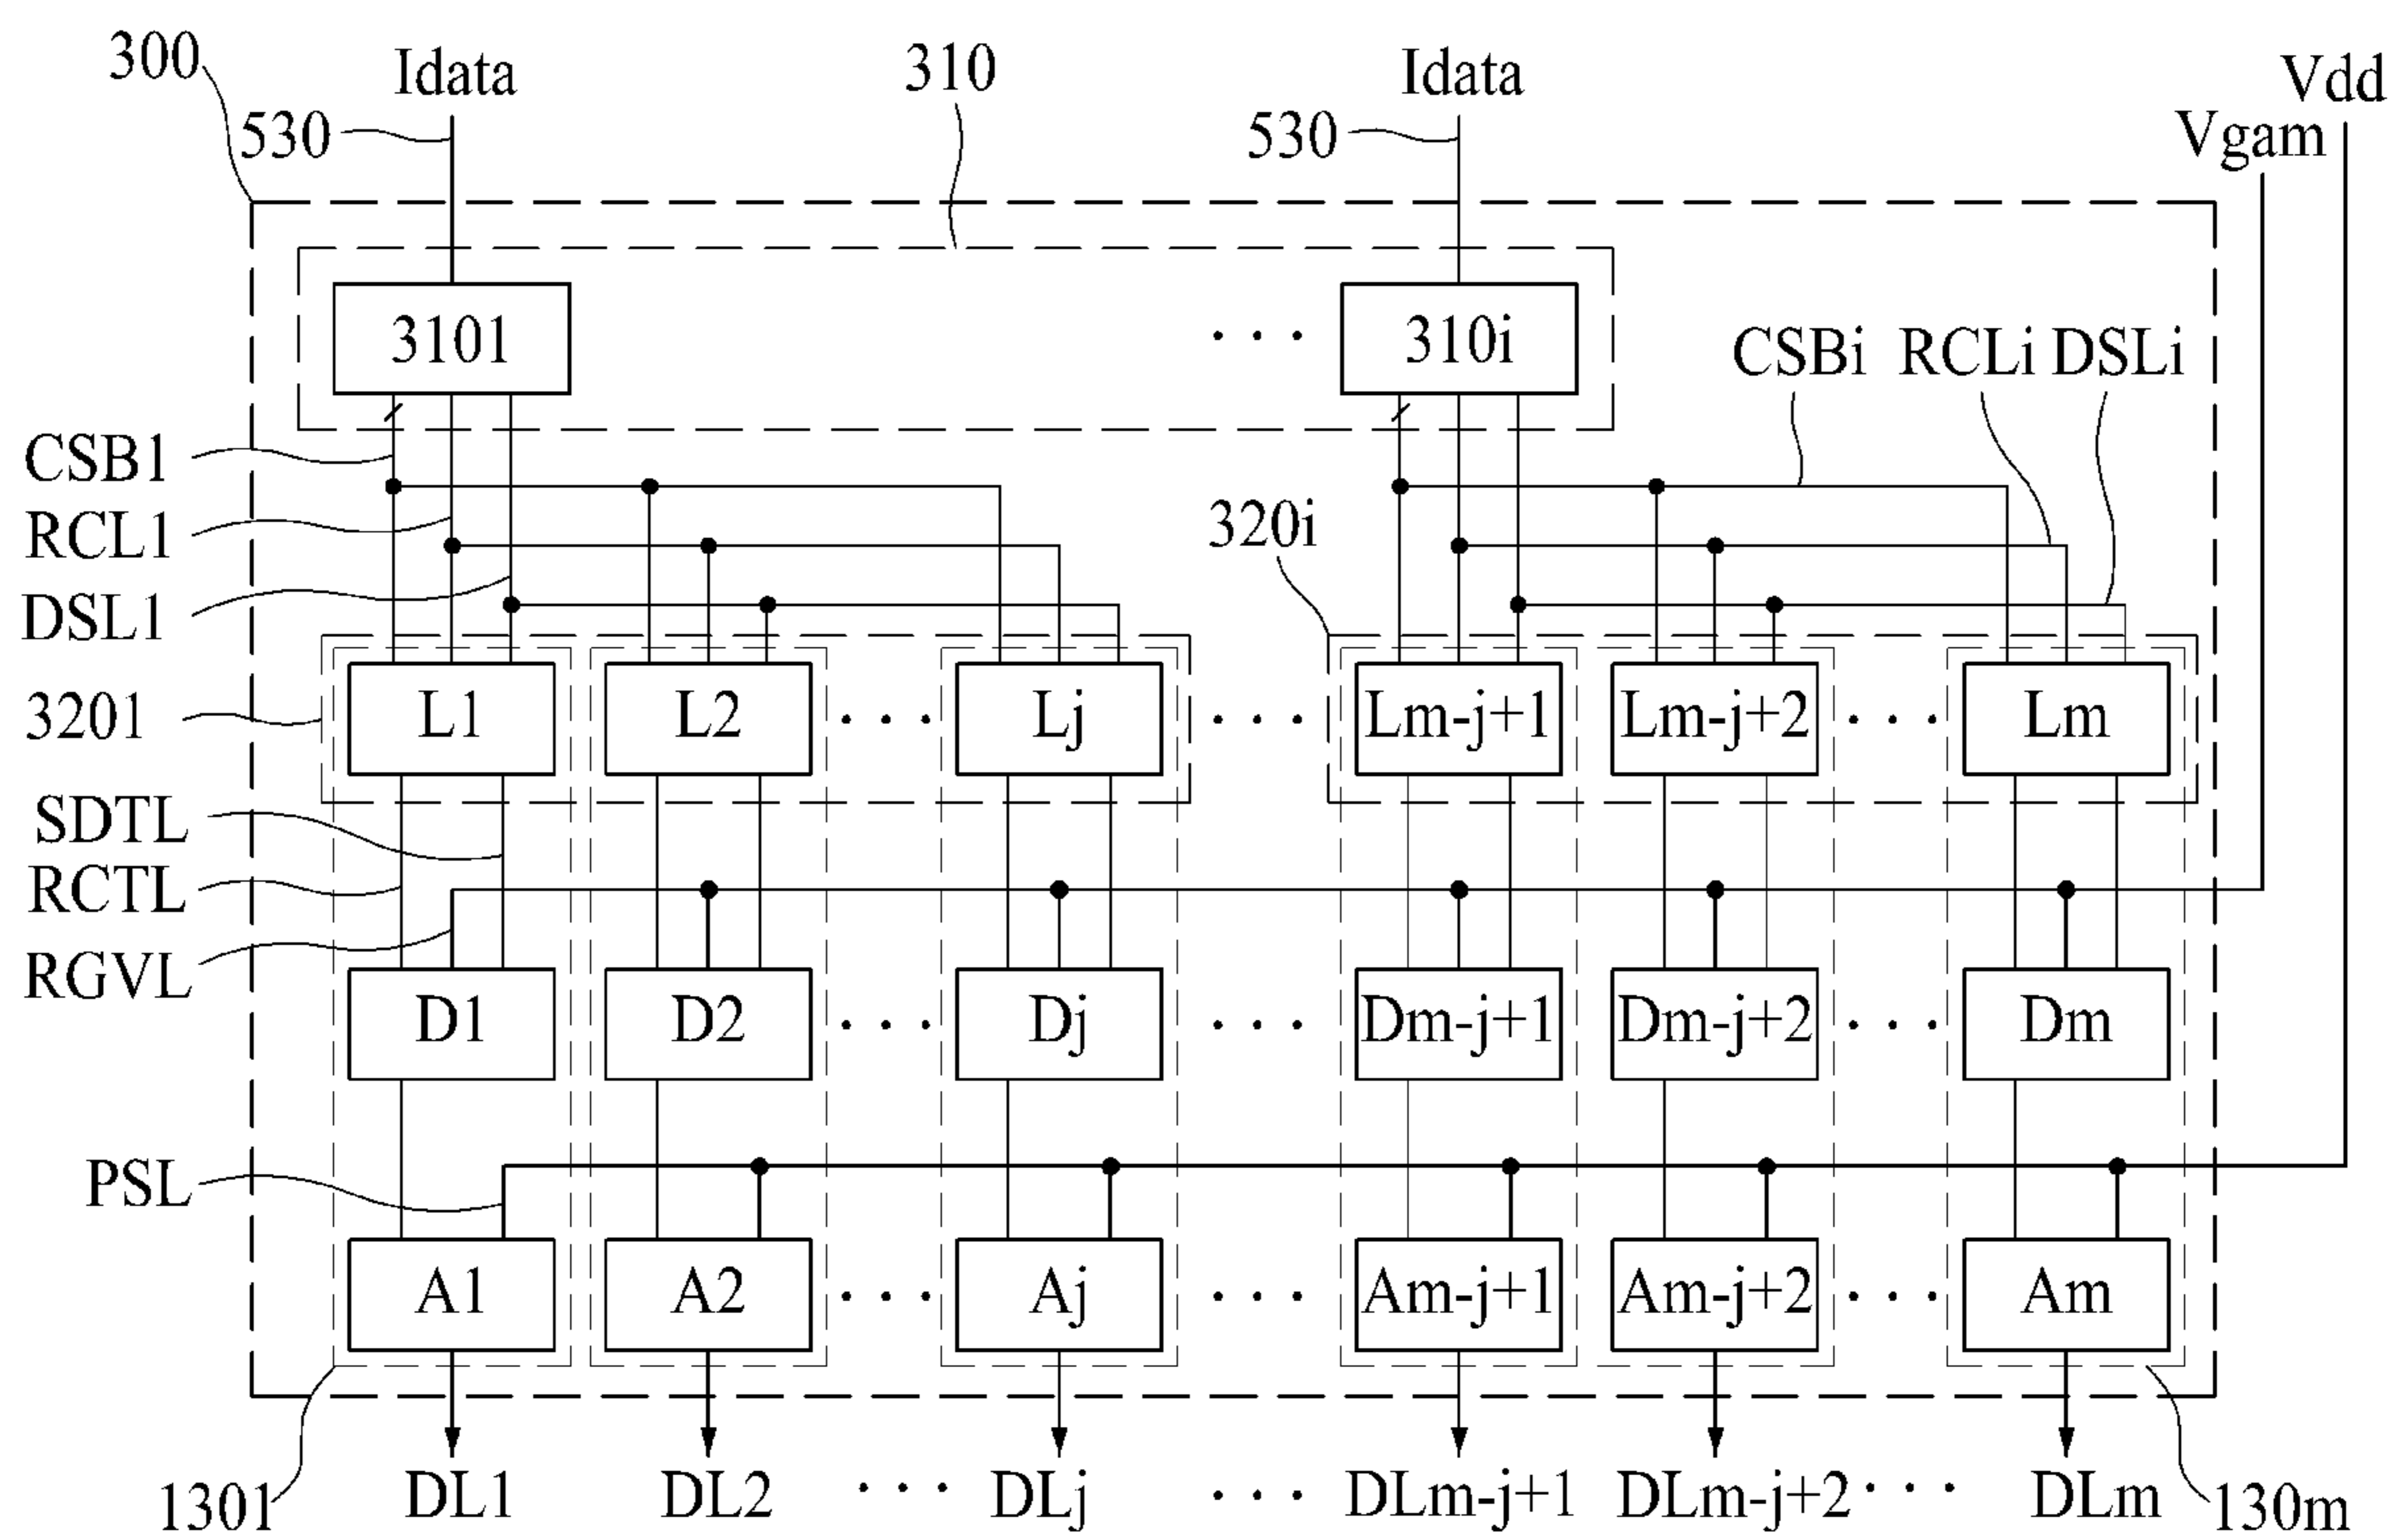 300 Idata 310 Idata Vdd
530 530 Vgam
3101 ... 310i CSBi RCLi DSLi
CSB1
RCL1 320i
DSL1
3201 L1 L2 ... Lj ... Lm-j+1 Lm-j+2 ... Lm
SDTL
RCTL
RGVL
D1 D2 ... Dj ... Dm-j+1 Dm-j+2 ... Dm
PSL
A1 A2 ... Aj ... Am-j+1 Am-j+2 ... Am
1301 DL1 DL2 ... DLj ... DLm-j+1 DLm-j+2 ... DLm 130m